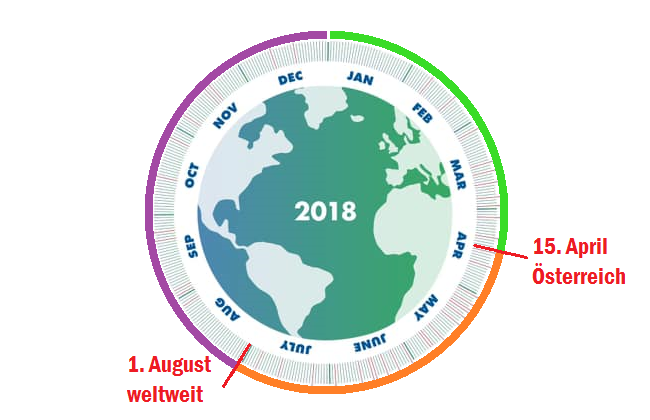 DEC
JAN
NOV
FEB
OCT
MAR
2018
SEP
APR
15. April
Österreich
AUG
MAY
JULY
JUNE
1. August
weltweit